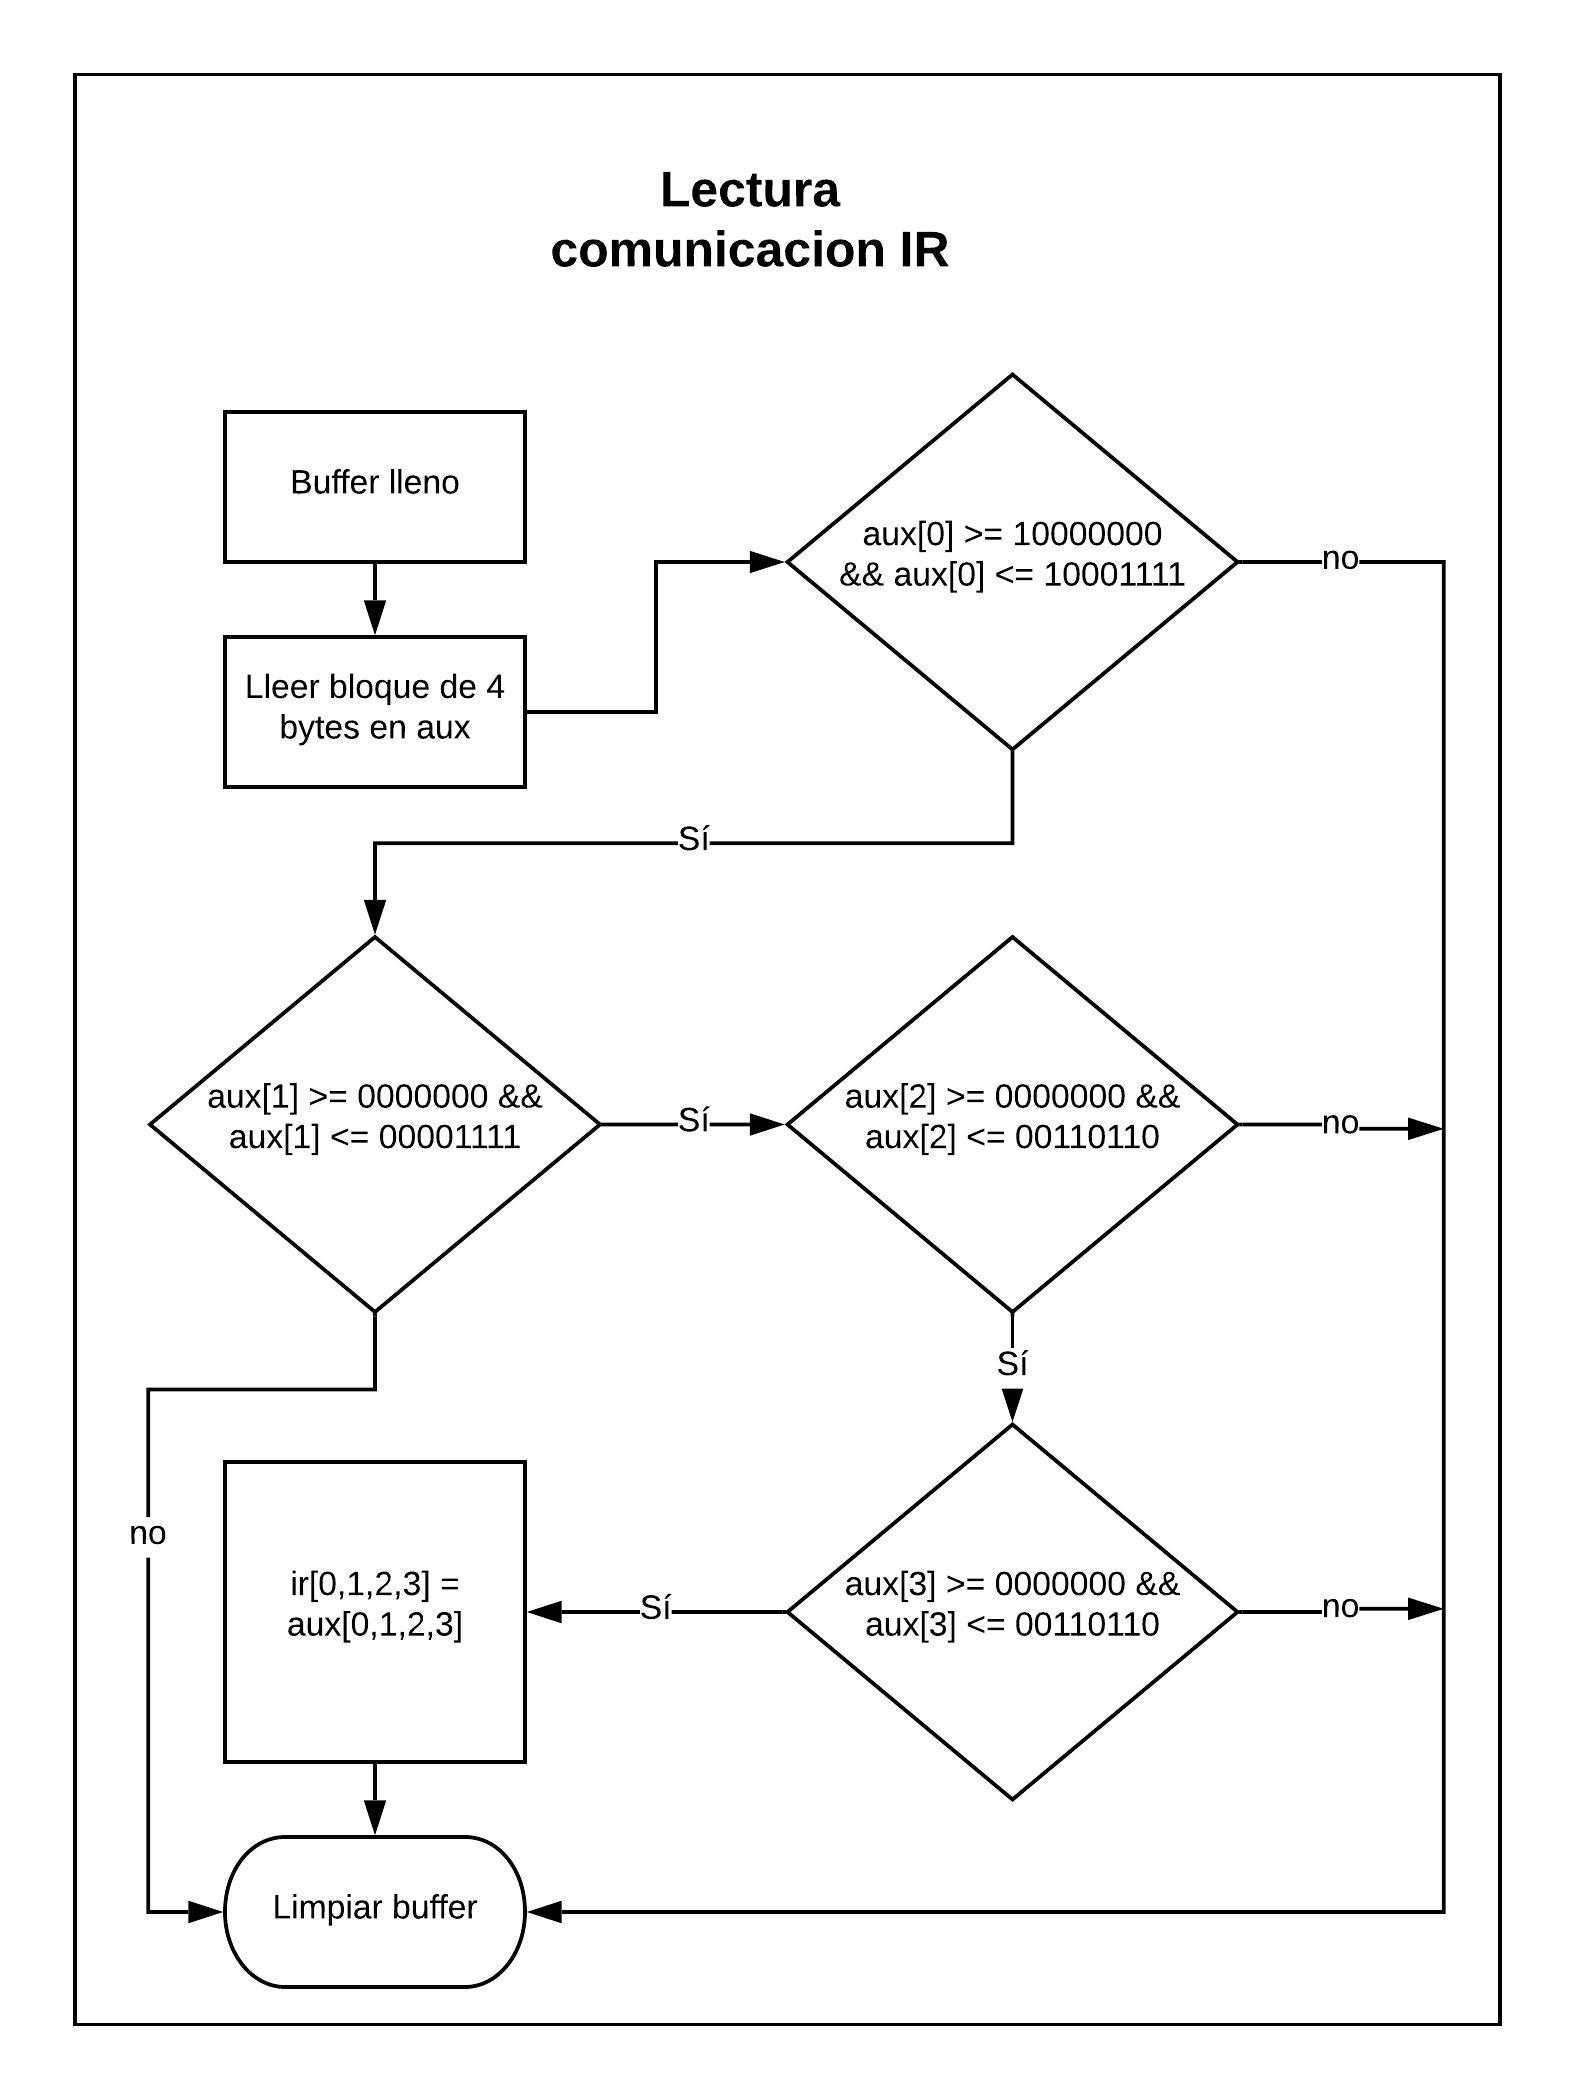 Lectura
comunicacion IR
Buffer lleno
Lleer bloque de 4
bytes en aux
aux[0] >= 10000000
&& aux[0] <= 10001111
no
Sí
aux[1] >= 0000000 &&
aux[1] <= 00001111
Sí
aux[2] >= 0000000 &&
aux[2] <= 00110110
no
Sí
no
ir[0,1,2,3] =
aux[0,1,2,3]
Sí
aux[3] >= 0000000 &&
aux[3] <= 00110110
no
Limpiar buffer